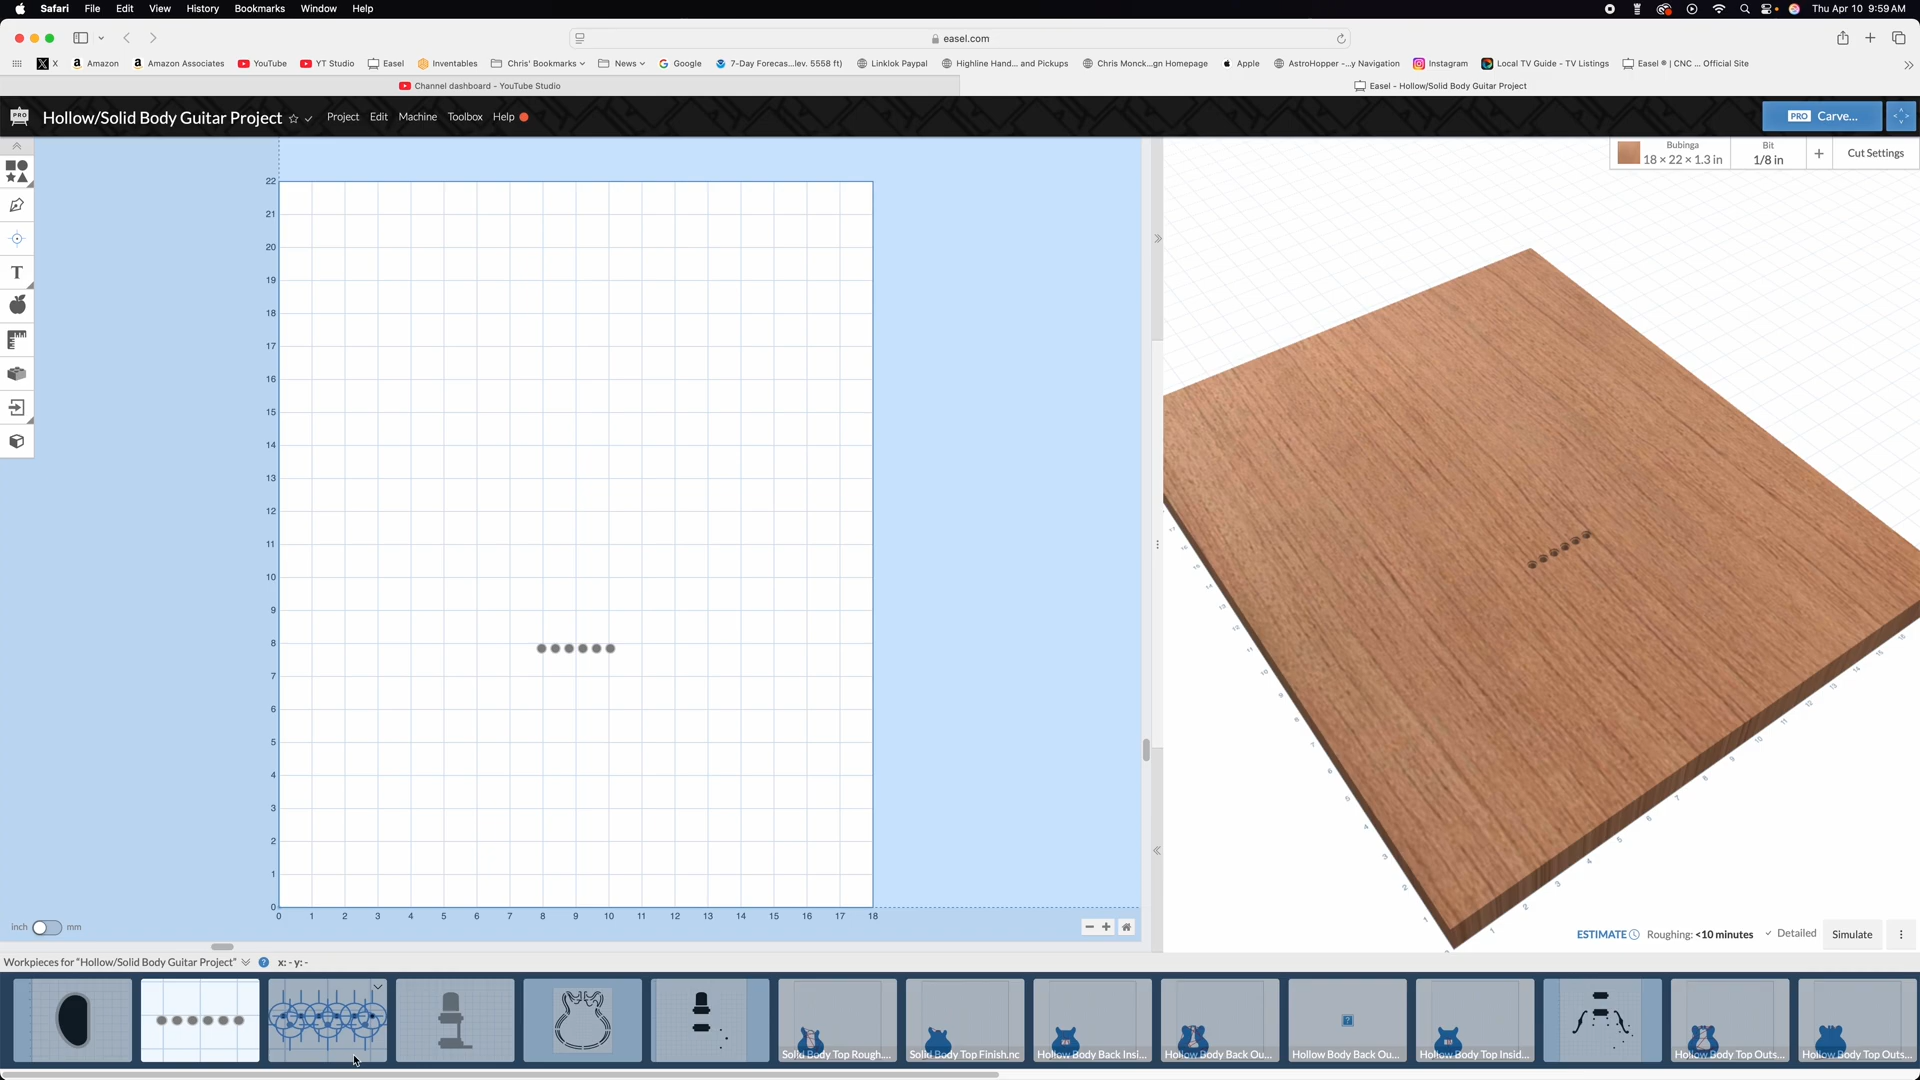 Safari File Edit View History Bookmarks Window Help Thu Apr 10 9:59 AM
easel.com
X Amazon Amazon Associates YouTube YT Studio Easel Inventables Chris' Bookmarks News Google 7-Day Forecas...lev. 5558 ft) Linklok Paypal Highline Hand... and Pickups Chris Monck...gn Homepage Apple AstroHopper -...y Navigation Instagram Local TV Guide - TV Listings Easel ® | CNC ... Official Site
Channel dashboard - YouTube Studio Easel - Hollow/Solid Body Guitar Project
PRO Hollow/Solid Body Guitar Project Project Edit Machine Toolbox Help PRO Carve...
Bubinga Bit
18 × 22 × 1.3 in 1/8 in + Cut Settings
T
22
21
20
19
18
17
16
15
14
13
12
11
10
9
8
7
6
5
4
3
2
1
0
0 1 2 3 4 5 6 7 8 9 10 11 12 13 14 15 16 17 18
inch mm
ESTIMATE Roughing: <10 minutes Detailed Simulate
Workpieces for "Hollow/Solid Body Guitar Project" ? x: - y: -
Solid Body Top Rough.... Solid Body Top Finish.nc Hollow Body Back Insi... Hollow Body Back Ou... Hollow Body Back Ou... Hollow Body Top Insid... Hollow Body Top Outs... Hollow Body Top Outs...